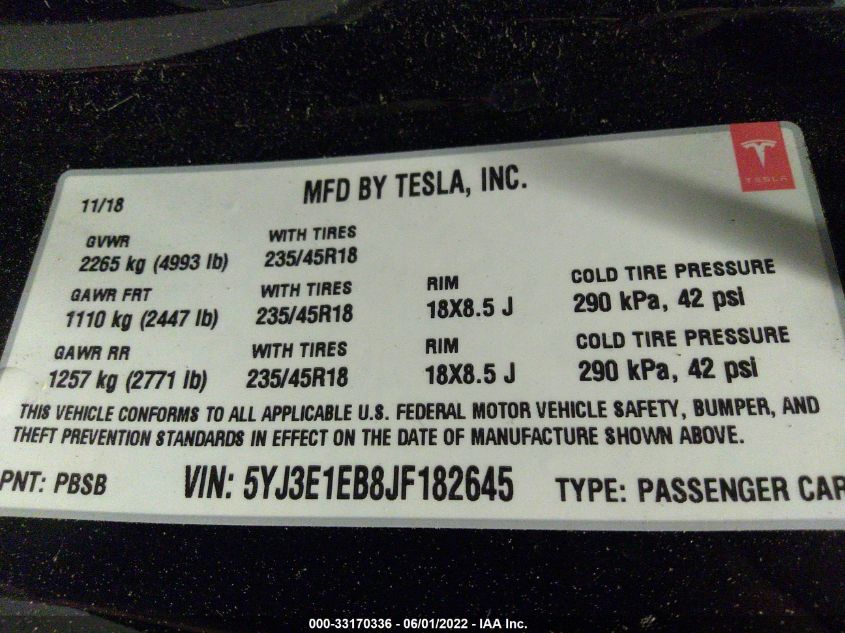 MFD BY TESLA, INC.
TESLA
11/18
GVWR WITH TIRES
2265 kg (4993 lb) 235/45R18
GAWR FRT WITH TIRES RIM COLD TIRE PRESSURE
1110 kg (2447 lb) 235/45R18 18X8.5 J 290 kPa, 42 psi
GAWR RR WITH TIRES RIM COLD TIRE PRESSURE
1257 kg (2771 lb) 235/45R18 18X8.5 J 290 kPa, 42 psi
THIS VEHICLE CONFORMS TO ALL APPLICABLE U.S. FEDERAL MOTOR VEHICLE SAFETY, BUMPER, AND
THEFT PREVENTION STANDARDS IN EFFECT ON THE DATE OF MANUFACTURE SHOWN ABOVE.
PNT: PBSB VIN: 5YJ3E1EB8JF182645 TYPE: PASSENGER CAR
000-33170336 - 06/01/2022 - IAA Inc.